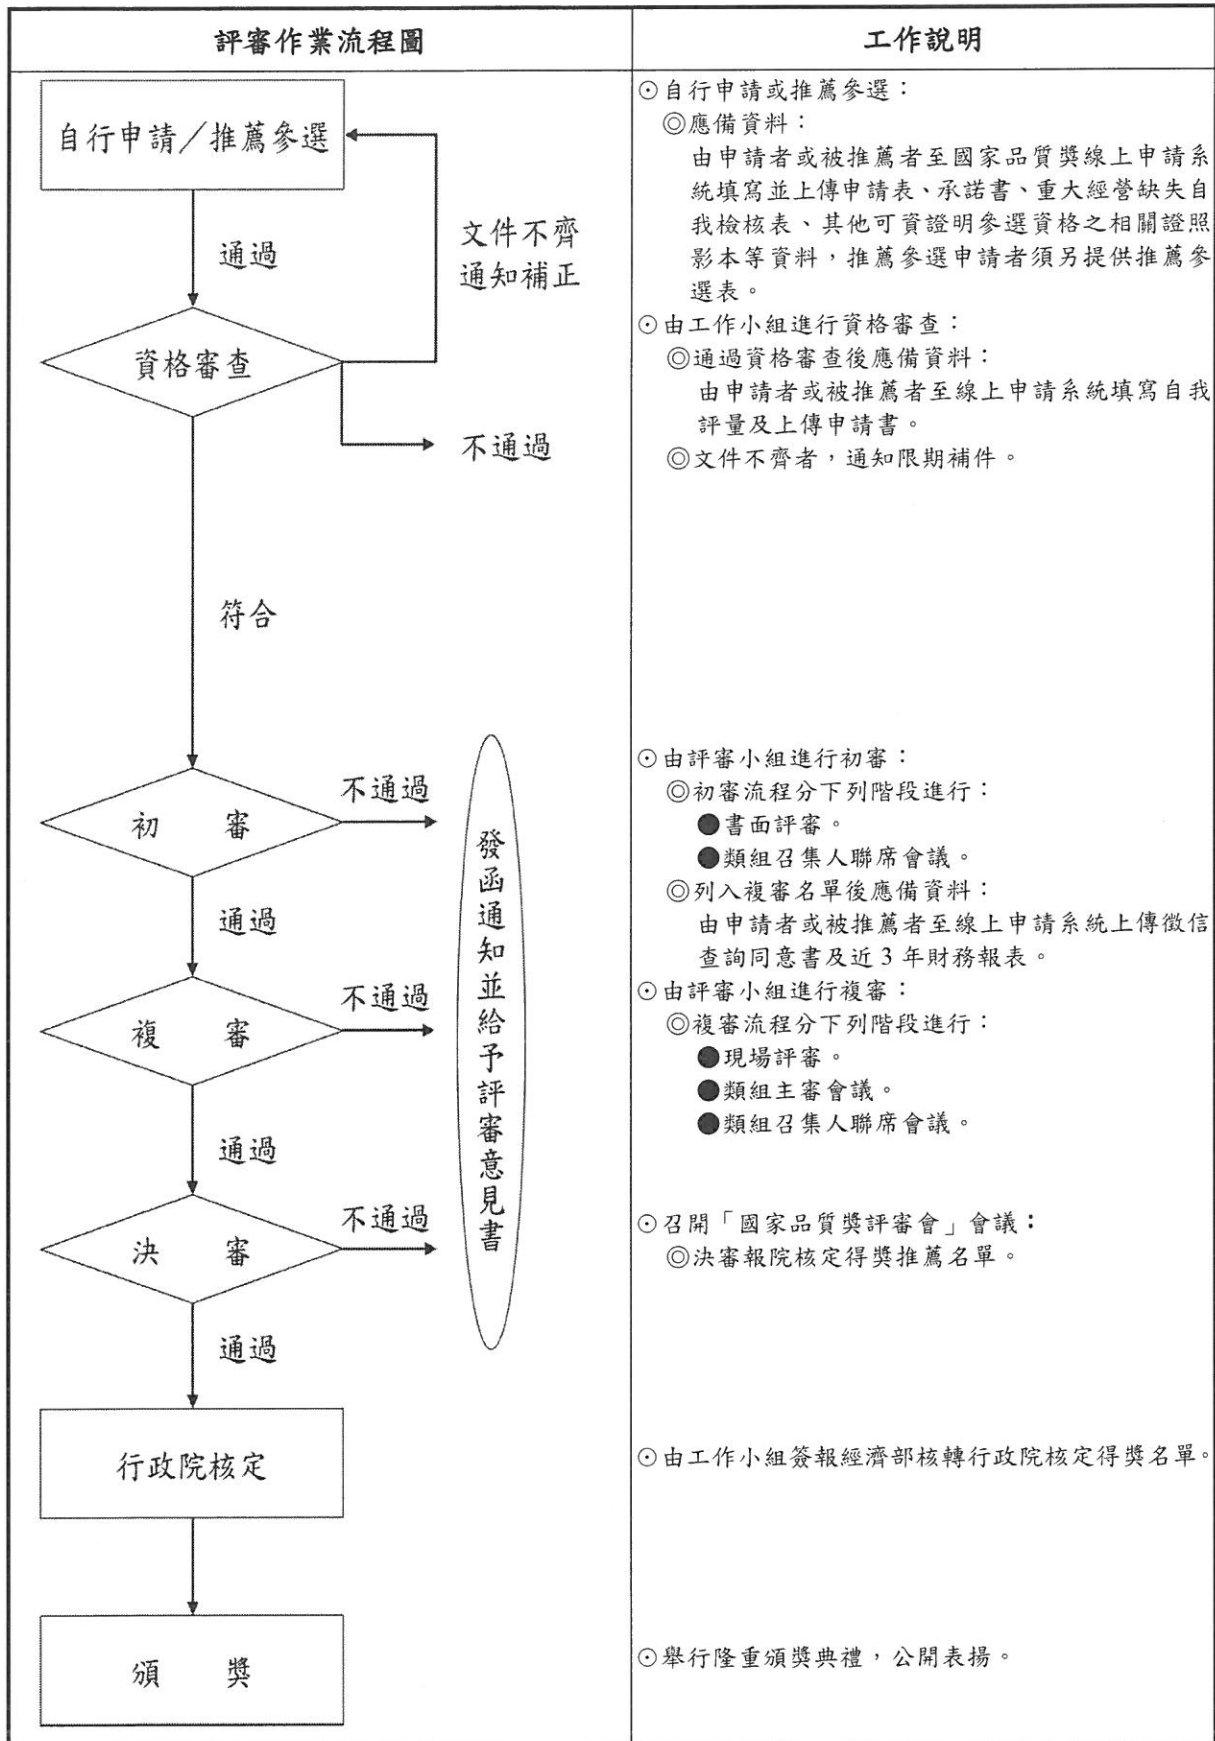 評審作業流程圖
工作說明
自行申請／推薦參選
通過
文件不齊
通知補正
資格審查
不通過
符合
初　審
不通過
通過
複　審
不通過
通過
決　審
不通過
通過
發函通知並給予評審意見書
行政院核定
頒　獎
⊙自行申請或推薦參選：
◎應備資料：
由申請者或被推薦者至國家品質獎線上申請系
統填寫並上傳申請表、承諾書、重大經營缺失自
我檢核表、其他可資證明參選資格之相關證照
影本等資料，推薦參選申請者須另提供推薦參
選表。
⊙由工作小組進行資格審查：
◎通過資格審查後應備資料：
由申請者或被推薦者至線上申請系統填寫自我
評量及上傳申請書。
◎文件不齊者，通知限期補件。
⊙由評審小組進行初審：
◎初審流程分下列階段進行：
●書面評審。
●類組召集人聯席會議。
◎列入複審名單後應備資料：
由申請者或被推薦者至線上申請系統上傳徵信
查詢同意書及近3年財務報表。
⊙由評審小組進行複審：
◎複審流程分下列階段進行：
●現場評審。
●類組主審會議。
●類組召集人聯席會議。
⊙召開「國家品質獎評審會」會議：
◎決審報院核定得獎推薦名單。
⊙由工作小組簽報經濟部核轉行政院核定得獎名單。
⊙舉行隆重頒獎典禮，公開表揚。